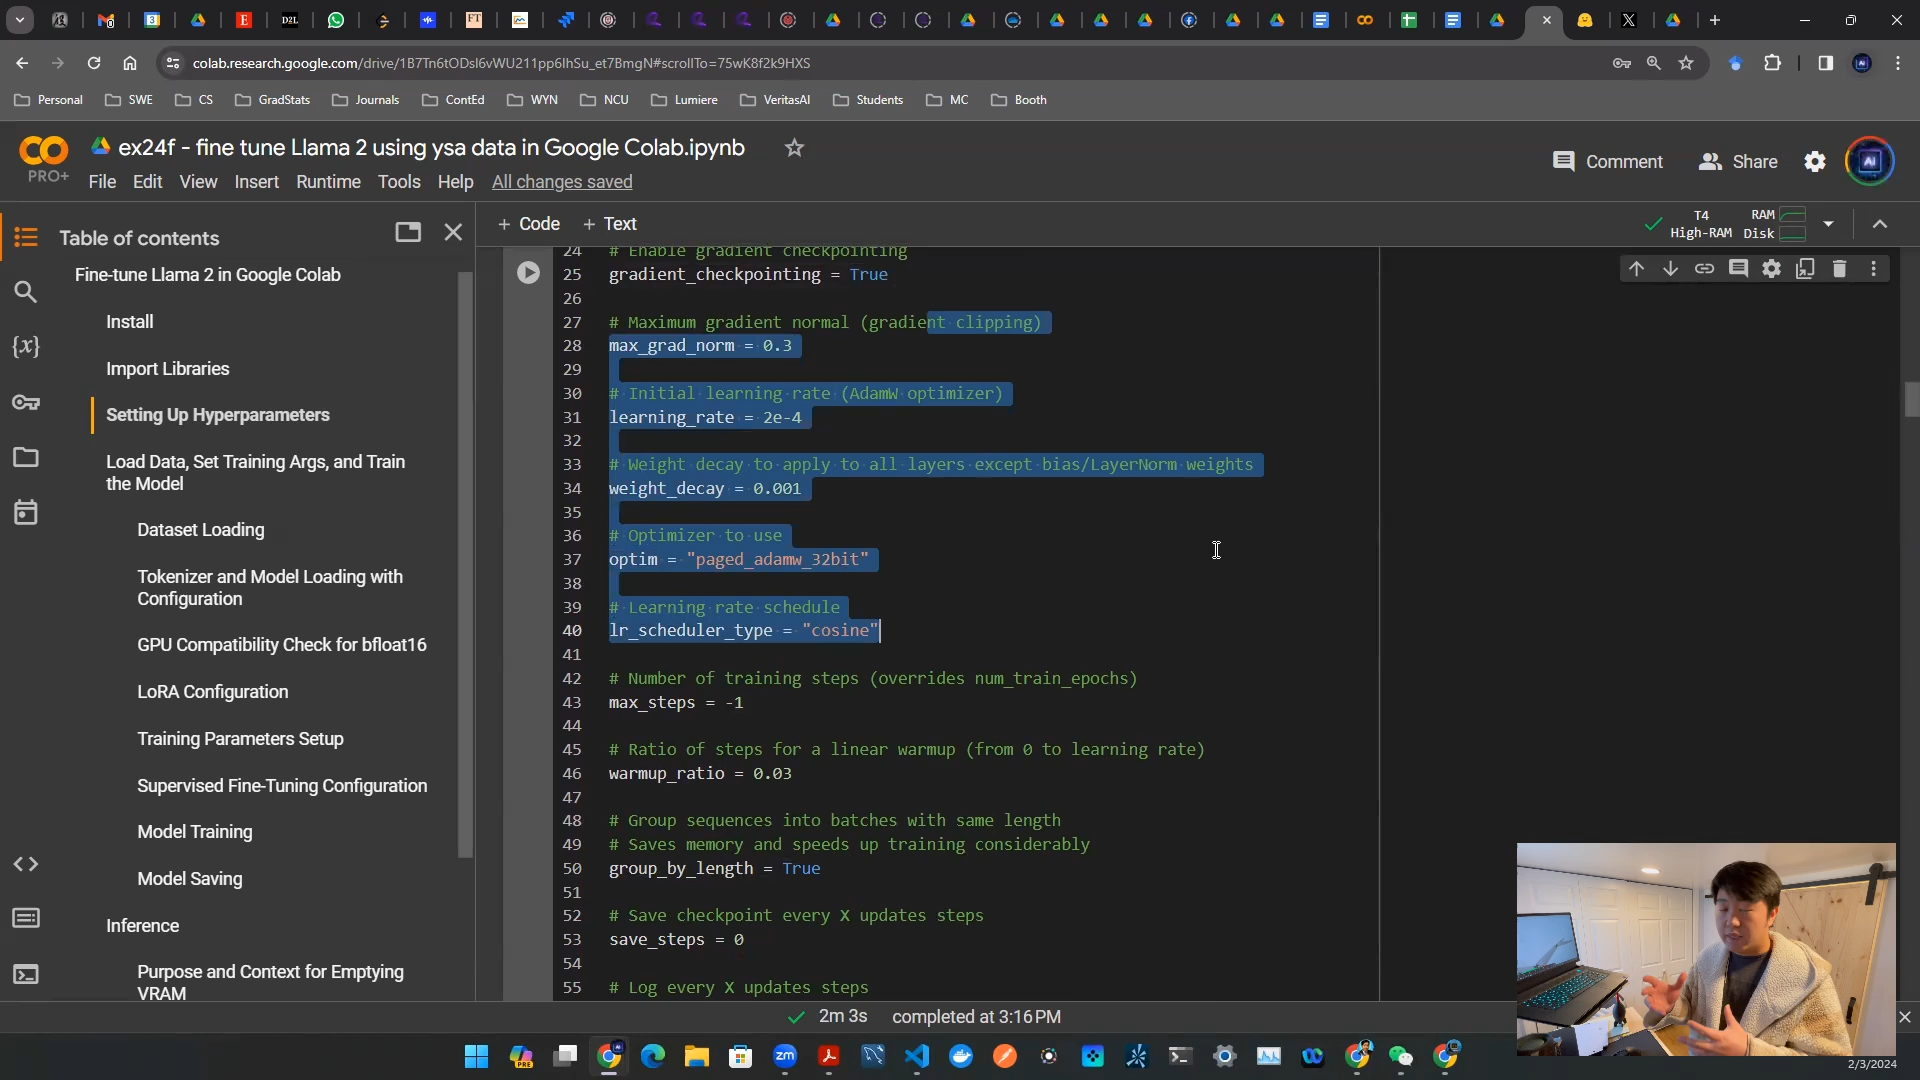 colab.research.google.com/drive/1B7Tn6tODsl6vWU211pp6lhSu_et7BmgN#scrollTo=75wK8f2k9HXS
Personal
SWE
CS
GradStats
Journals
ContEd
WYN
NCU
Lumiere
VeritasAI
Students
MC
Booth
CO
PRO+
ex24f - fine tune Llama 2 using ysa data in Google Colab.ipynb
File
Edit
View
Insert
Runtime
Tools
Help
All changes saved
Comment
Share
Table of contents
Fine-tune Llama 2 in Google Colab
Install
Import Libraries
Setting Up Hyperparameters
Load Data, Set Training Args, and Train
the Model
Dataset Loading
Tokenizer and Model Loading with
Configuration
GPU Compatibility Check for bfloat16
LoRA Configuration
Training Parameters Setup
Supervised Fine-Tuning Configuration
Model Training
Model Saving
Inference
Purpose and Context for Emptying
VRAM
+ Code
+ Text
T4
High-RAM
RAM
Disk
24 # Enable gradient checkpointing
25 gradient_checkpointing = True
26
27 # Maximum gradient normal (gradient clipping)
28 max_grad_norm = 0.3
29
30 # Initial learning rate (AdamW optimizer)
31 learning_rate = 2e-4
32
33 # Weight decay to apply to all layers except bias/LayerNorm weights
34 weight_decay = 0.001
35
36 # Optimizer to use
37 optim = "paged_adamw_32bit"
38
39 # Learning rate schedule
40 lr_scheduler_type = "cosine"
41
42 # Number of training steps (overrides num_train_epochs)
43 max_steps = -1
44
45 # Ratio of steps for a linear warmup (from 0 to learning rate)
46 warmup_ratio = 0.03
47
48 # Group sequences into batches with same length
49 # Saves memory and speeds up training considerably
50 group_by_length = True
51
52 # Save checkpoint every X updates steps
53 save_steps = 0
54
55 # Log every X updates steps
2m 3s
completed at 3:16 PM
2/3/2024